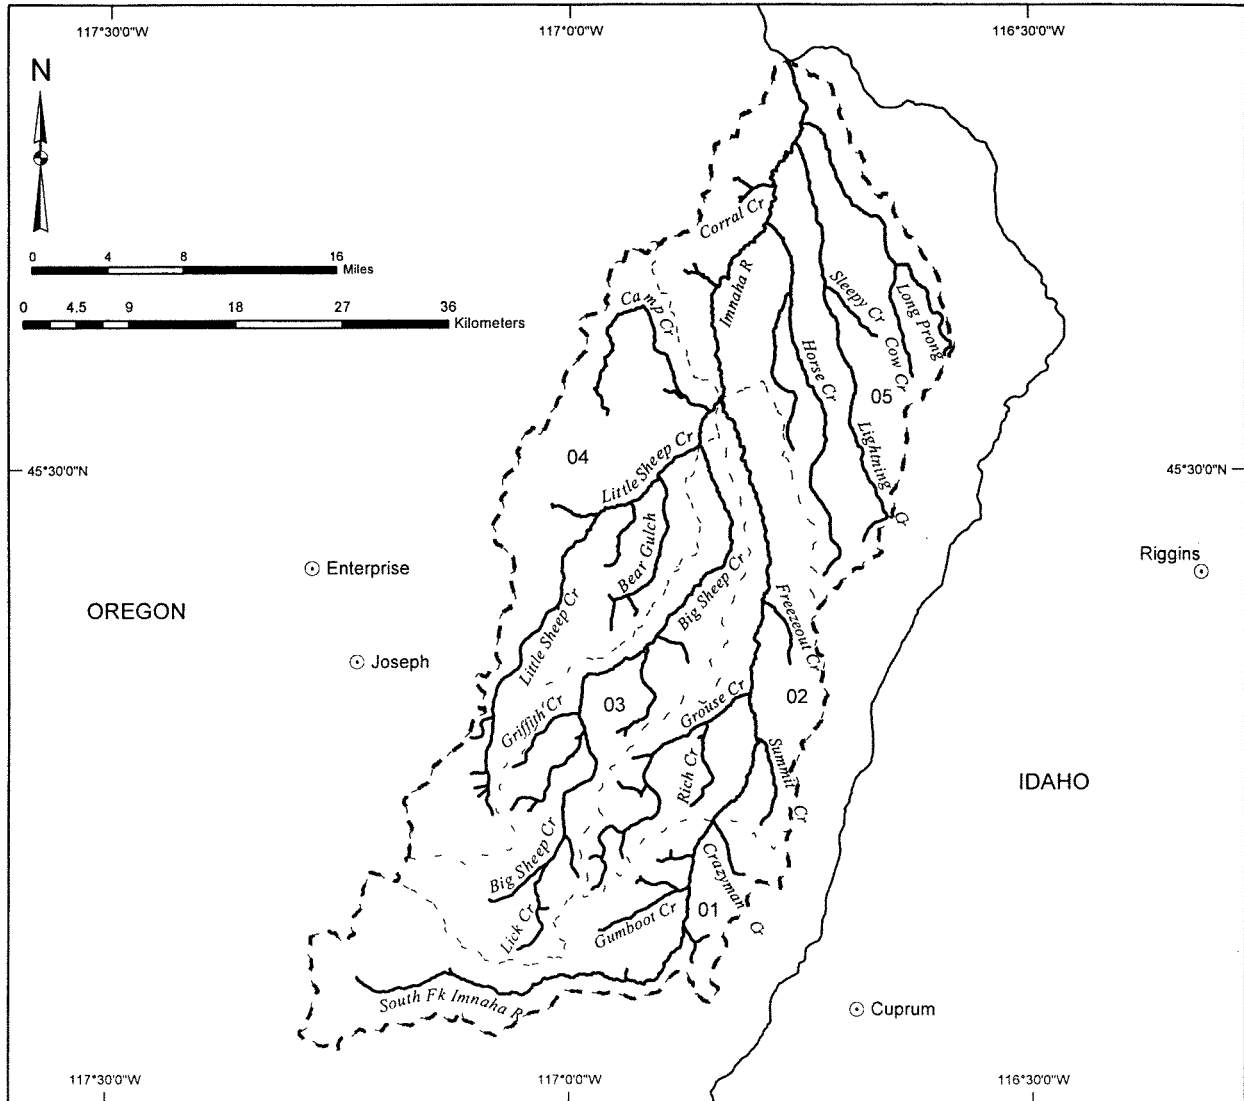 117°30'0"W 117°0'0"W 116°30'0"W
N
0 4 8 16
Miles
0 4.5 9 18 27 36
Kilometers
Corral Cr
Imnaha R
Camp Cr
Sleepy Cr
Long Prong
Cow Cr
Horse Cr
05
Lightning Cr
04
Little Sheep Cr
45°30'0"N 45°30'0"N
Bear Gulch
Big Sheep Cr
Enterprise
Riggins
OREGON
Freezeout Cr
Little Sheep Cr
Joseph
Griffith Cr
03
Grouse Cr
02
Rich Cr
Summit Cr
IDAHO
Big Sheep Cr
Crazyman Cr
Lick Cr
Gumboot Cr
01
South Fk Imnaha R
Cuprum
117°30'0"W 117°0'0"W 116°30'0"W